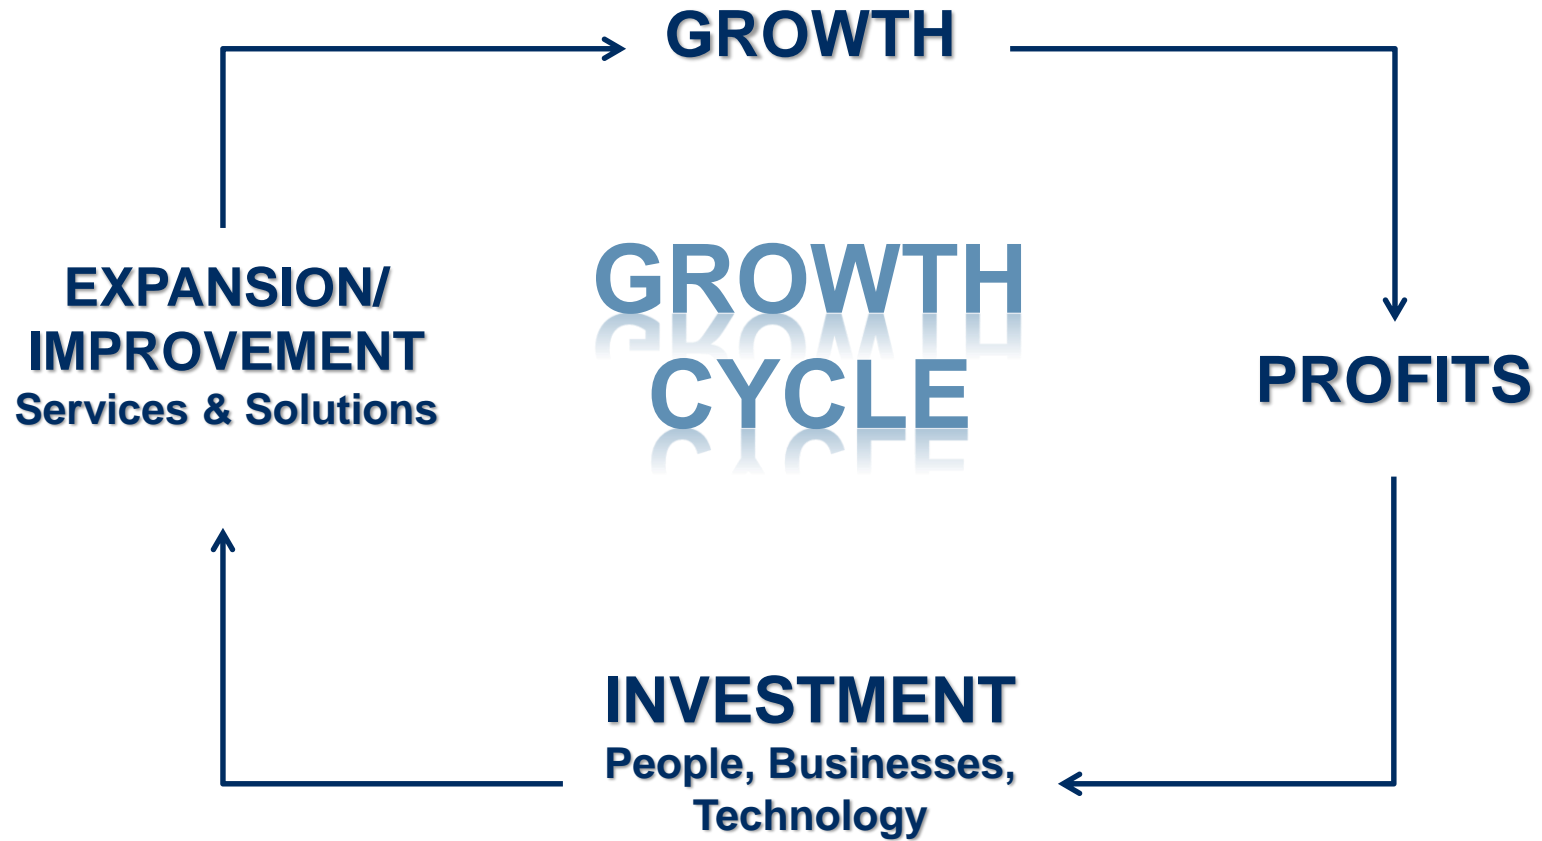 GROWTH
GROWTH
CYCLE
EXPANSION/
IMPROVEMENT
Services & Solutions
PROFITS
INVESTMENT
People, Businesses,
Technology